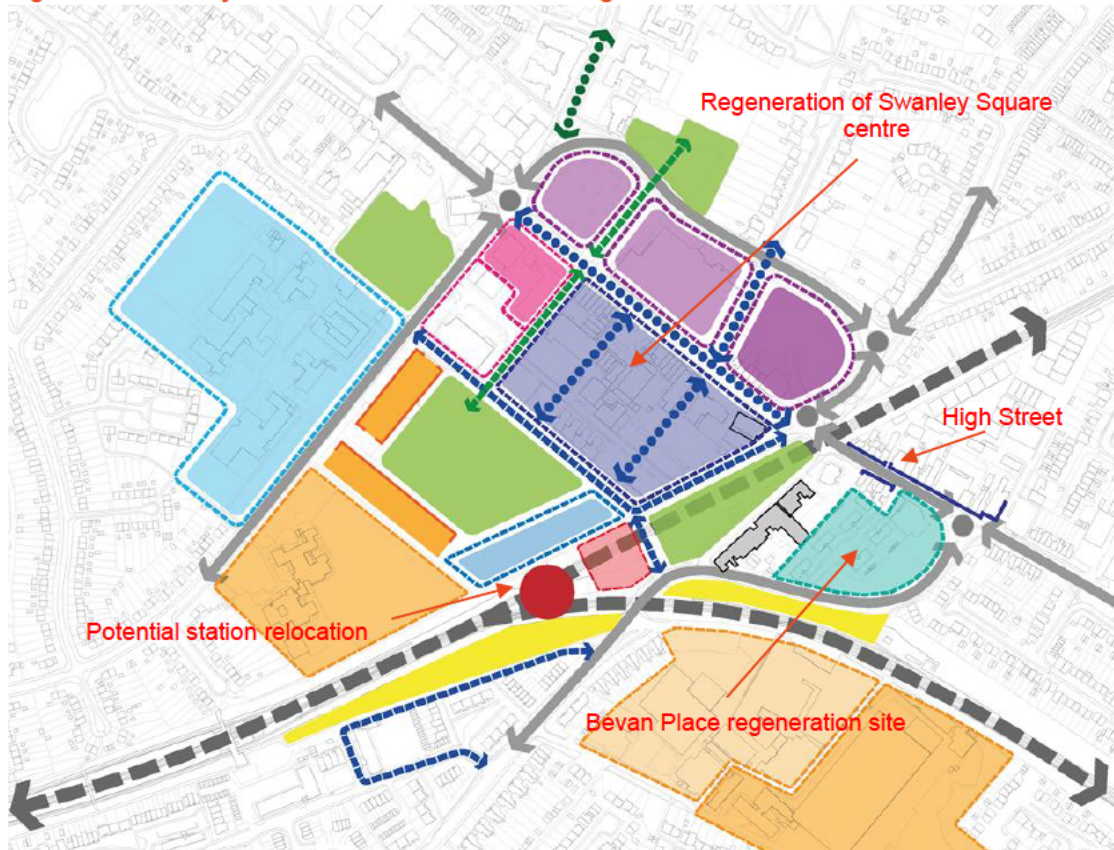 Regeneration of Swanley Square
centre
High Street
Potential station relocation
Bevan Place regeneration site